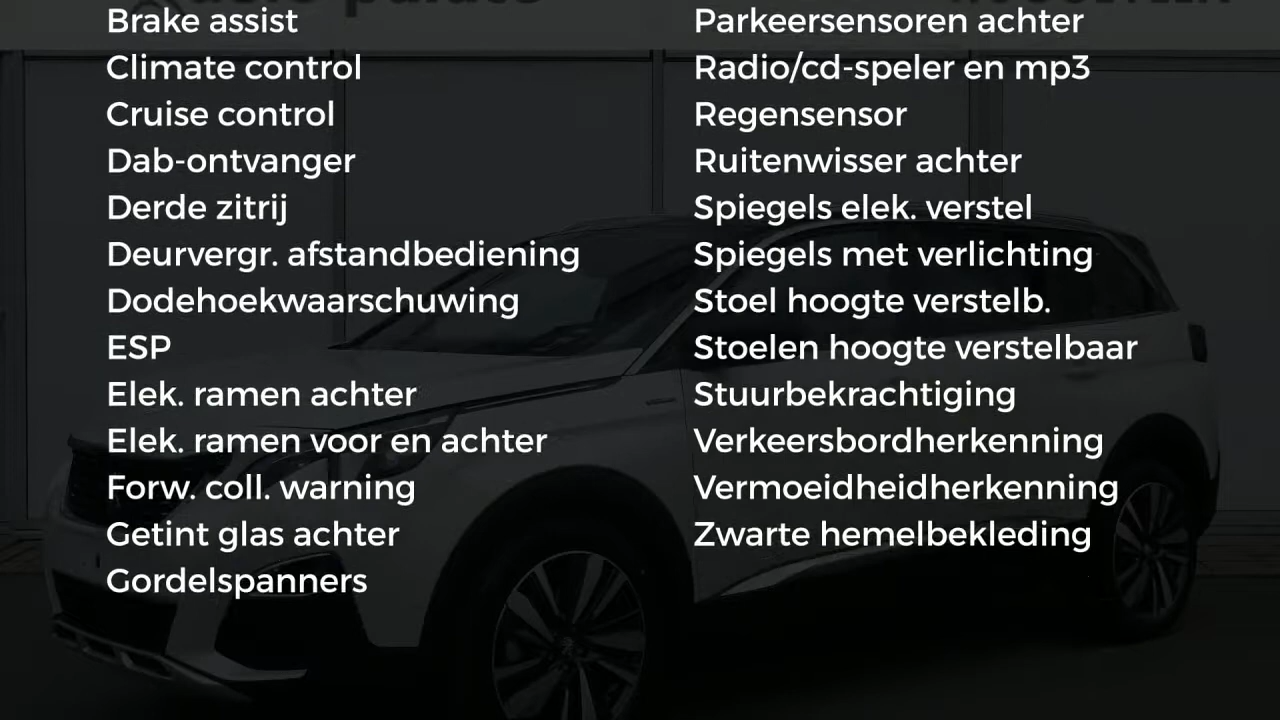 Brake assist
Climate control
Cruise control
Dab-ontvanger
Derde zitrij
Deurvergr. afstandbediening
Dodehoekwaarschuwing
ESP
Elek. ramen achter
Elek. ramen voor en achter
Forw. coll. warning
Getint glas achter
Gordelspanners
Parkeersensoren achter
Radio/cd-speler en mp3
Regensensor
Ruitenwisser achter
Spiegels elek. verstel
Spiegels met verlichting
Stoel hoogte verstelb.
Stoelen hoogte verstelbaar
Stuurbekrachtiging
Verkeersbordherkenning
Vermoeidheidherkenning
Zwarte hemelbekleding